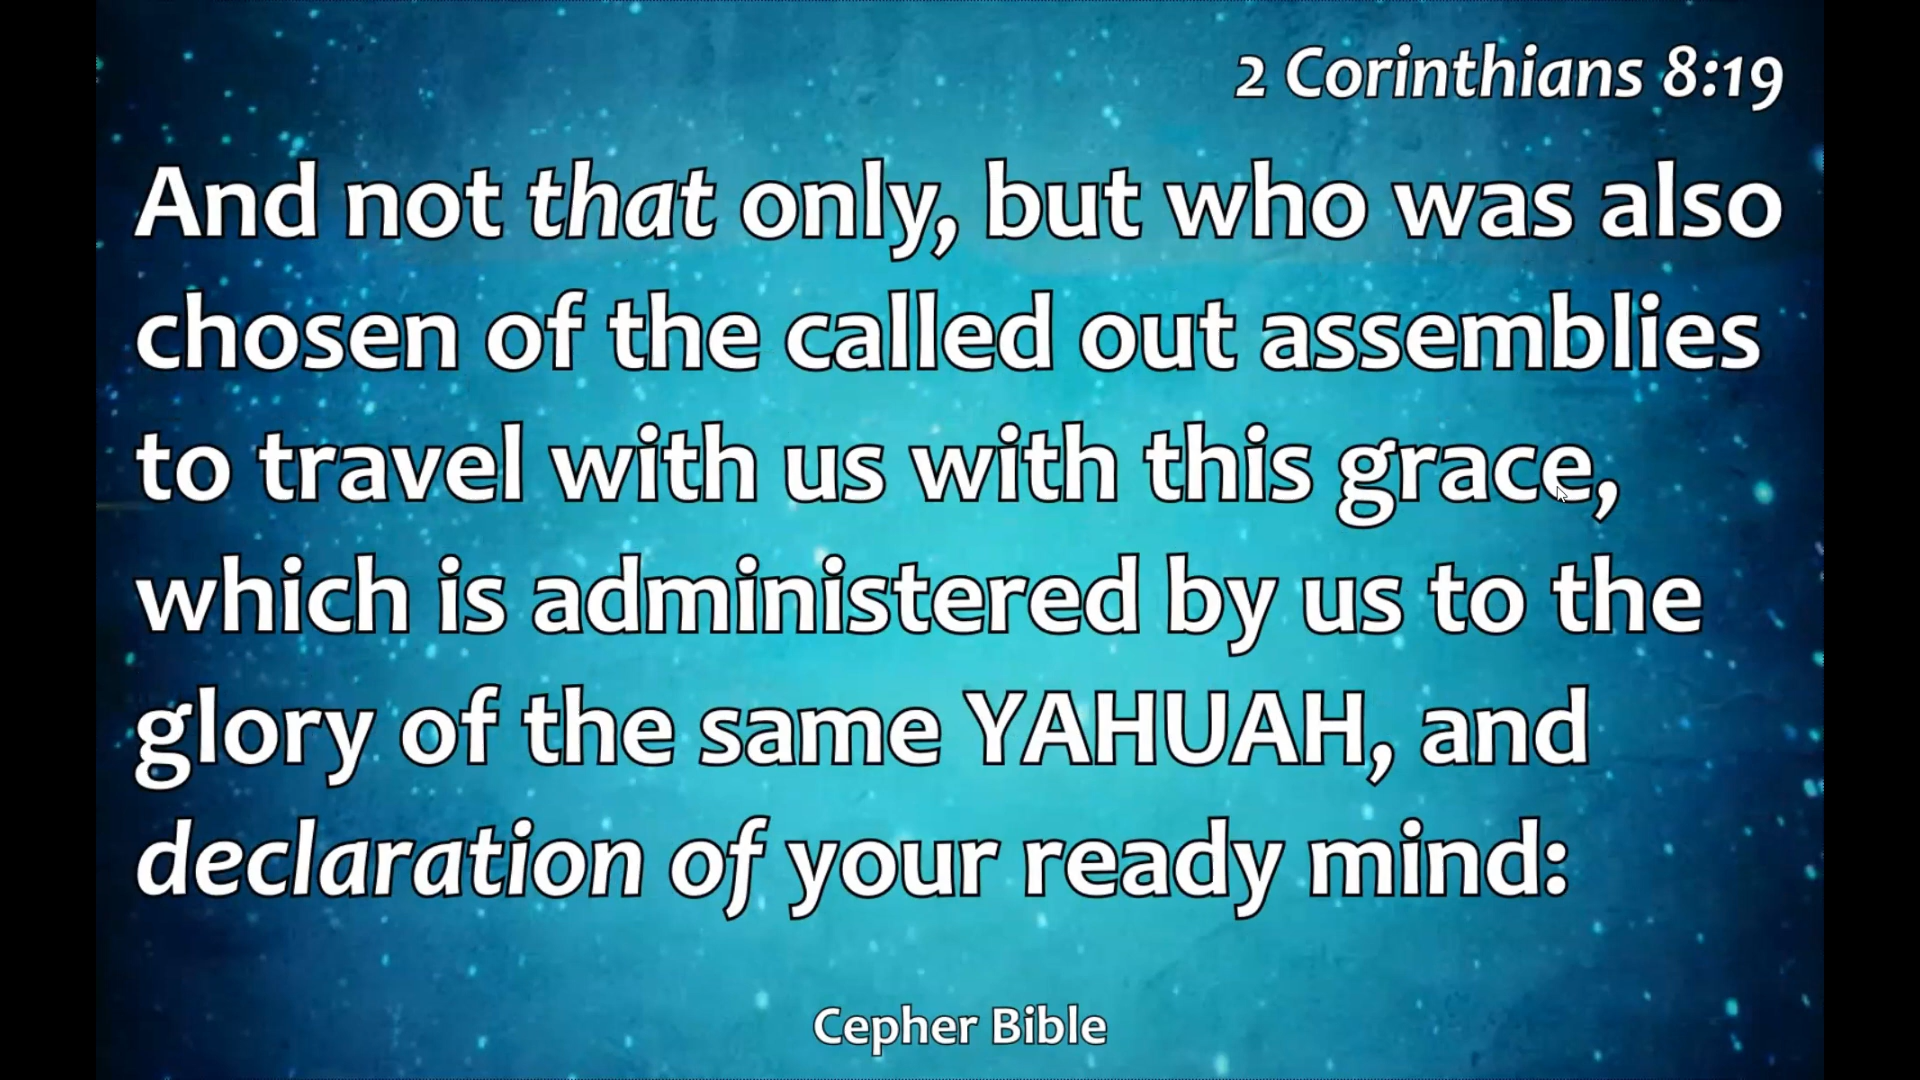 2 Corinthians 8:19
And not that only, but who was also
chosen of the called out assemblies
to travel with us with this grace,
which is administered by us to the
glory of the same YAHUAH, and
declaration of your ready mind:
Cepher Bible